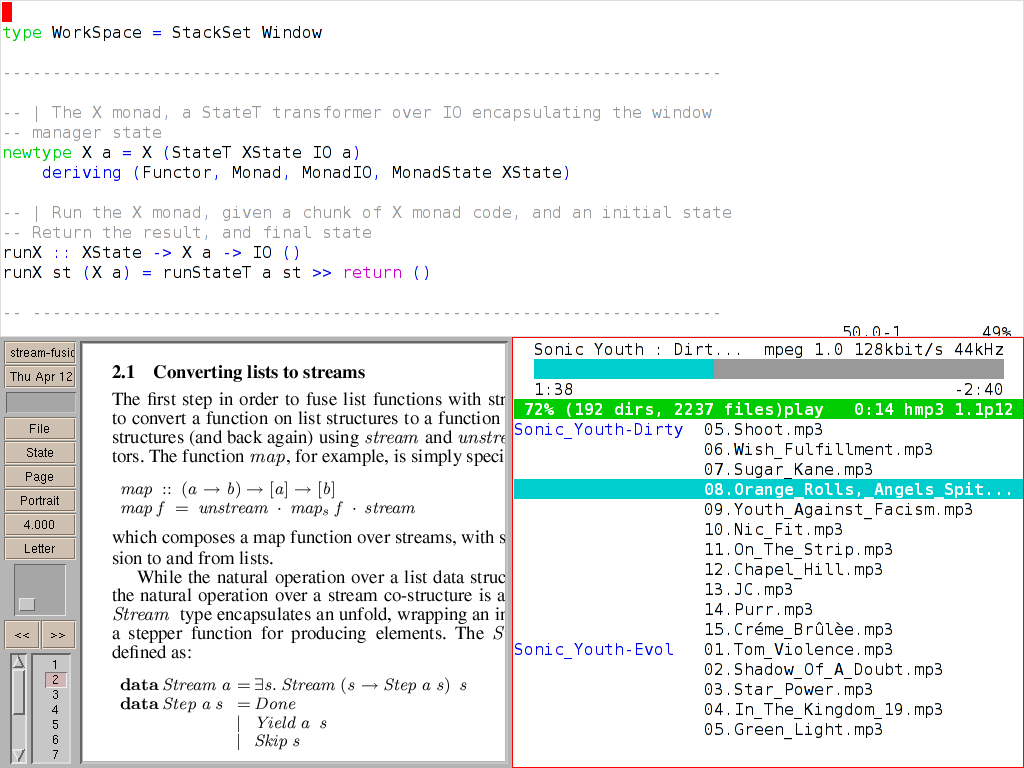 type WorkSpace = StackSet Window
------------------------------------------------------------------------
-- | The X monad, a StateT transformer over IO encapsulating the window
-- manager state
newtype X a = X (StateT XState IO a)
deriving (Functor, Monad, MonadIO, MonadState XState)
-- | Run the X monad, given a chunk of X monad code, and an initial state
-- Return the result, and final state
runX :: XState -> X a -> IO ()
runX st (X a) = runStateT a st >> return ()
-- ---------------------------------------------------------------------
50,0-1 49%
stream-fusio
Thu Apr 12
File
State
Page
Portrait
4.000
Letter
<< >>
1
2
3
4
5
6
7
2.1 Converting lists to streams
The first step in order to fuse list functions with str
to convert a function on list structures to a function
structures (and back again) using stream and unstre
tors. The function map, for example, is simply speci
map :: (a → b) → [a] → [b]
map f = unstream · mapₛ f · stream
which composes a map function over streams, with s
sion to and from lists.
While the natural operation over a list data struc
the natural operation over a stream co-structure is a
Stream type encapsulates an unfold, wrapping an in
a stepper function for producing elements. The S
defined as:
data Stream a = ∃s. Stream (s → Step a s) s
data Step a s = Done
| Yield a s
| Skip s
Sonic Youth : Dirt... mpeg 1.0 128kbit/s 44kHz
1:38 -2:40
72% (192 dirs, 2237 files)play 0:14 hmp3 1.1p12
Sonic_Youth-Dirty 05.Shoot.mp3
06.Wish_Fulfillment.mp3
07.Sugar_Kane.mp3
08.Orange_Rolls,_Angels_Spit...
09.Youth_Against_Facism.mp3
10.Nic_Fit.mp3
11.On_The_Strip.mp3
12.Chapel_Hill.mp3
13.JC.mp3
14.Purr.mp3
15.Créme_Brûlèe.mp3
Sonic_Youth-Evol 01.Tom_Violence.mp3
02.Shadow_Of_A_Doubt.mp3
03.Star_Power.mp3
04.In_The_Kingdom_19.mp3
05.Green_Light.mp3